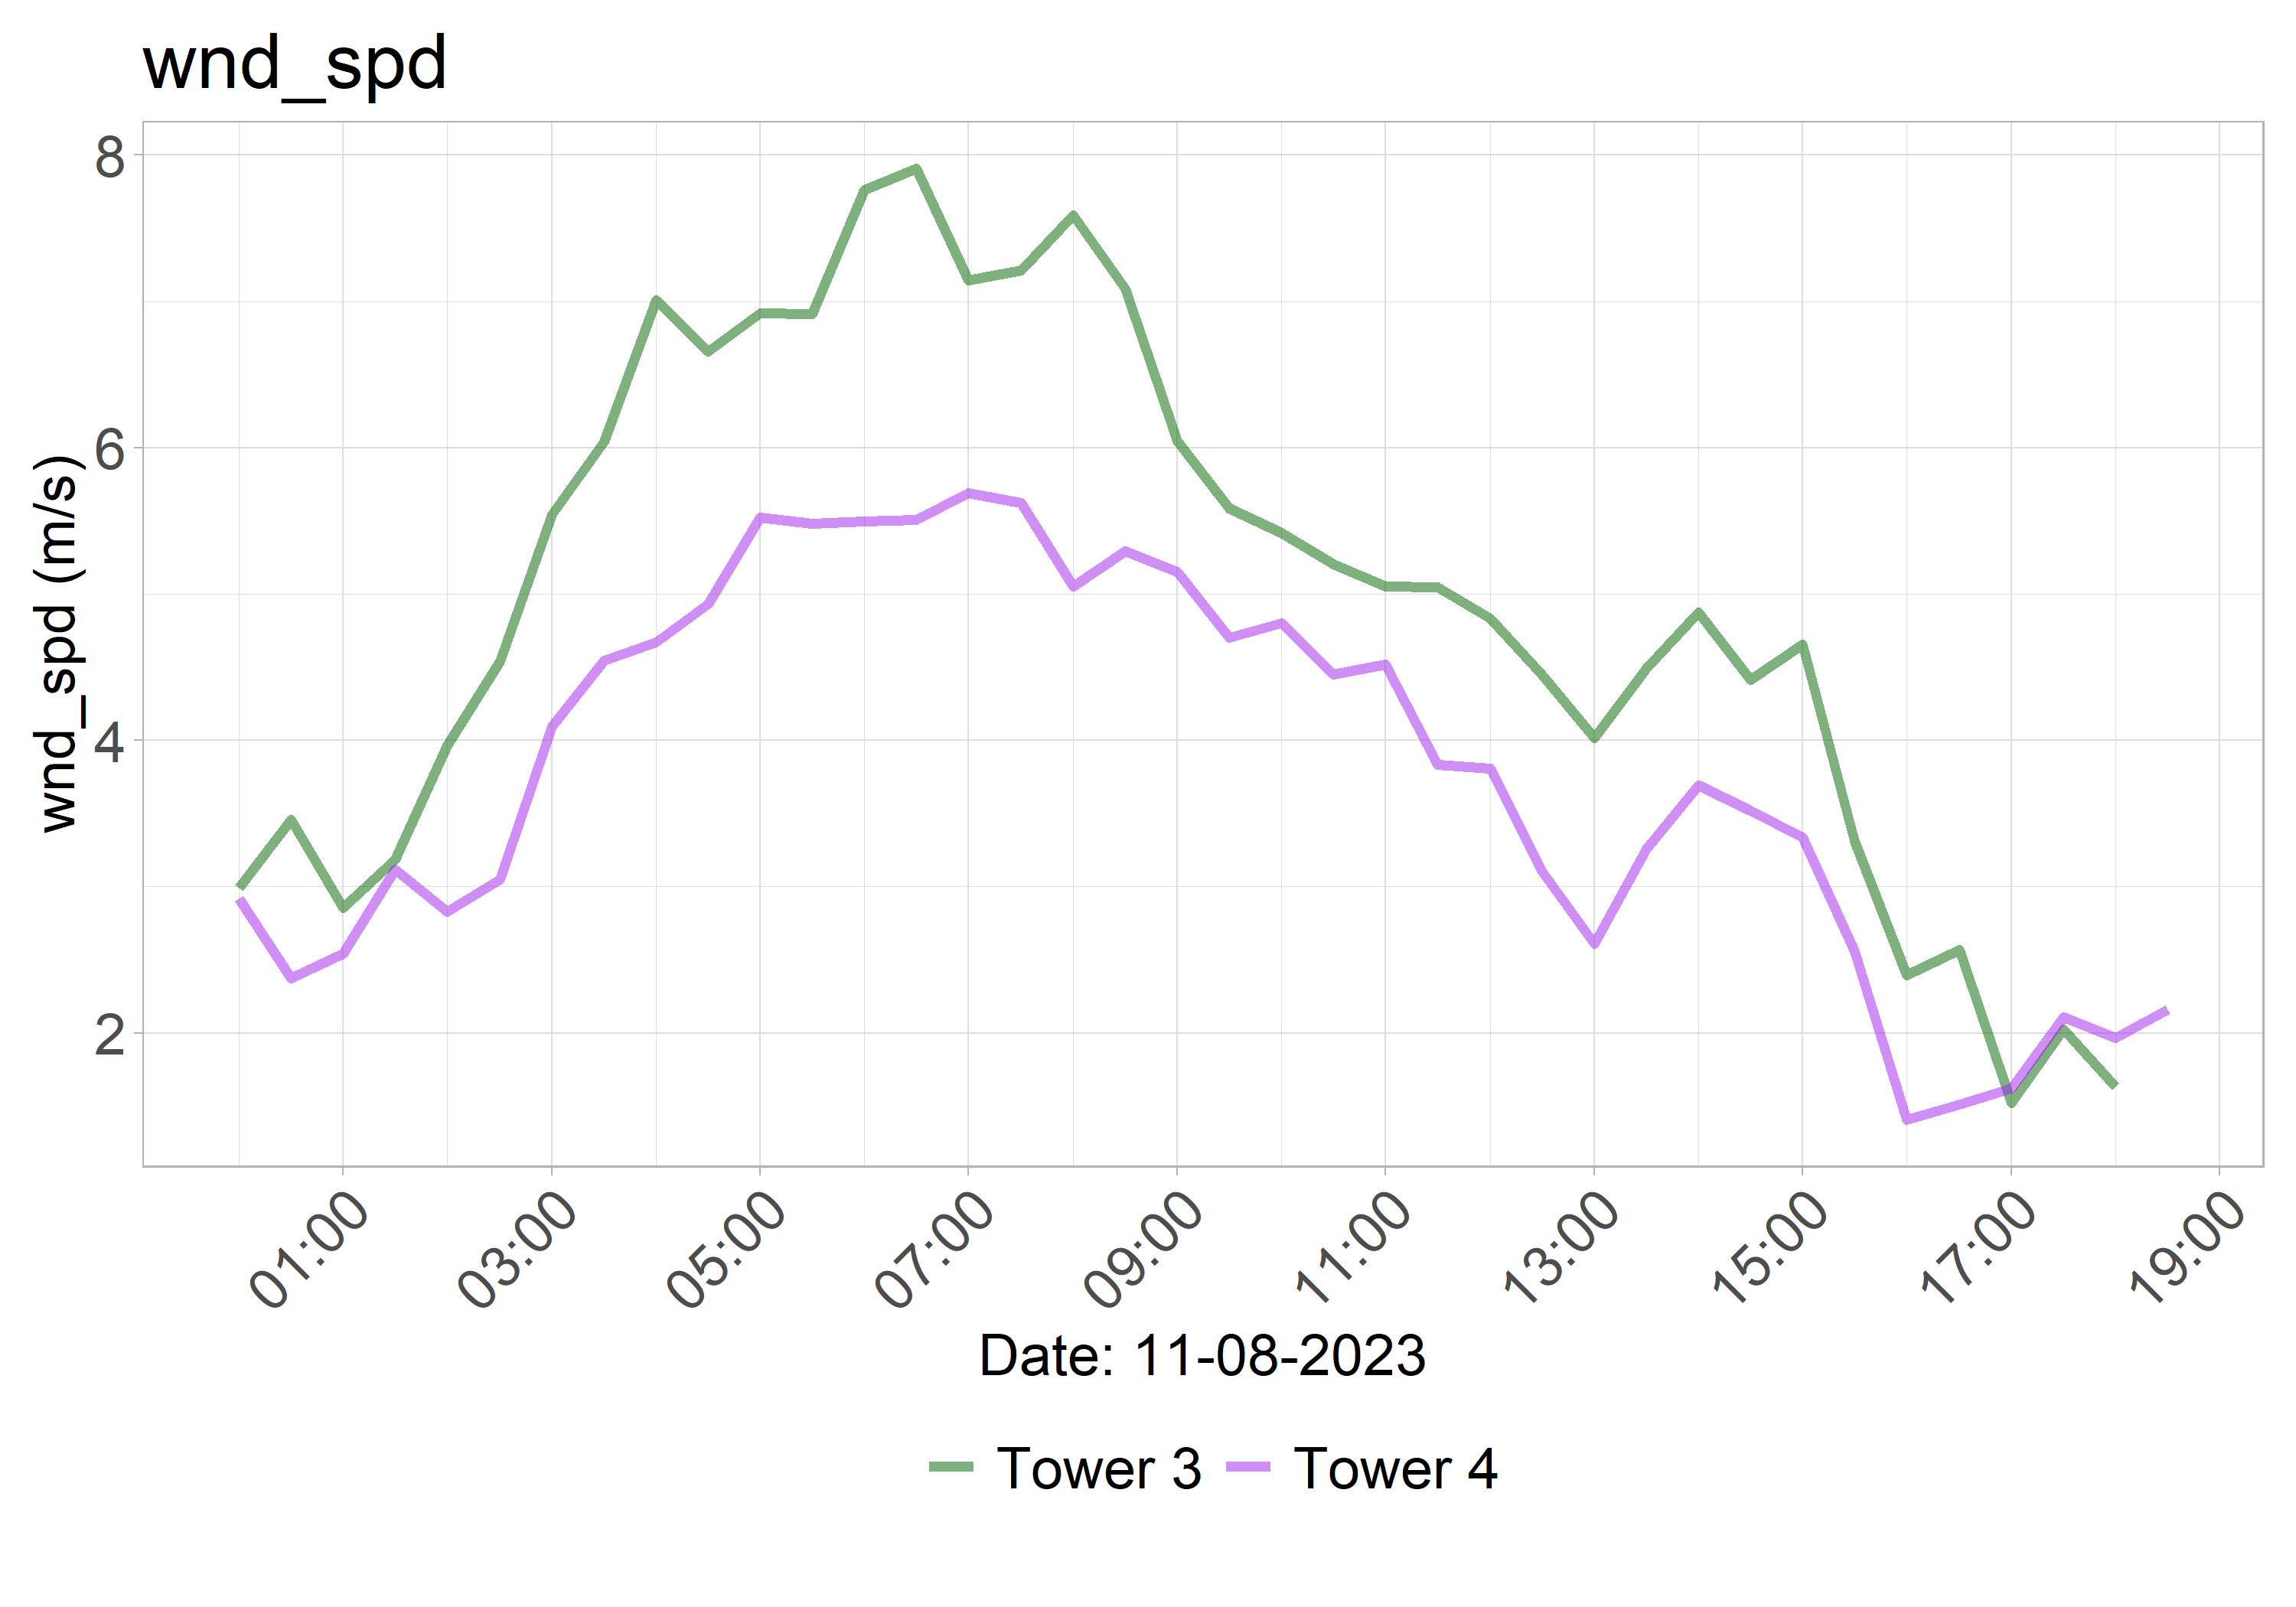 wnd_spd
8
6
4
2
wnd_spd (m/s)
01:00 03:00 05:00 07:00 09:00 11:00 13:00 15:00 17:00 19:00
Date: 11-08-2023
Tower 3 Tower 4